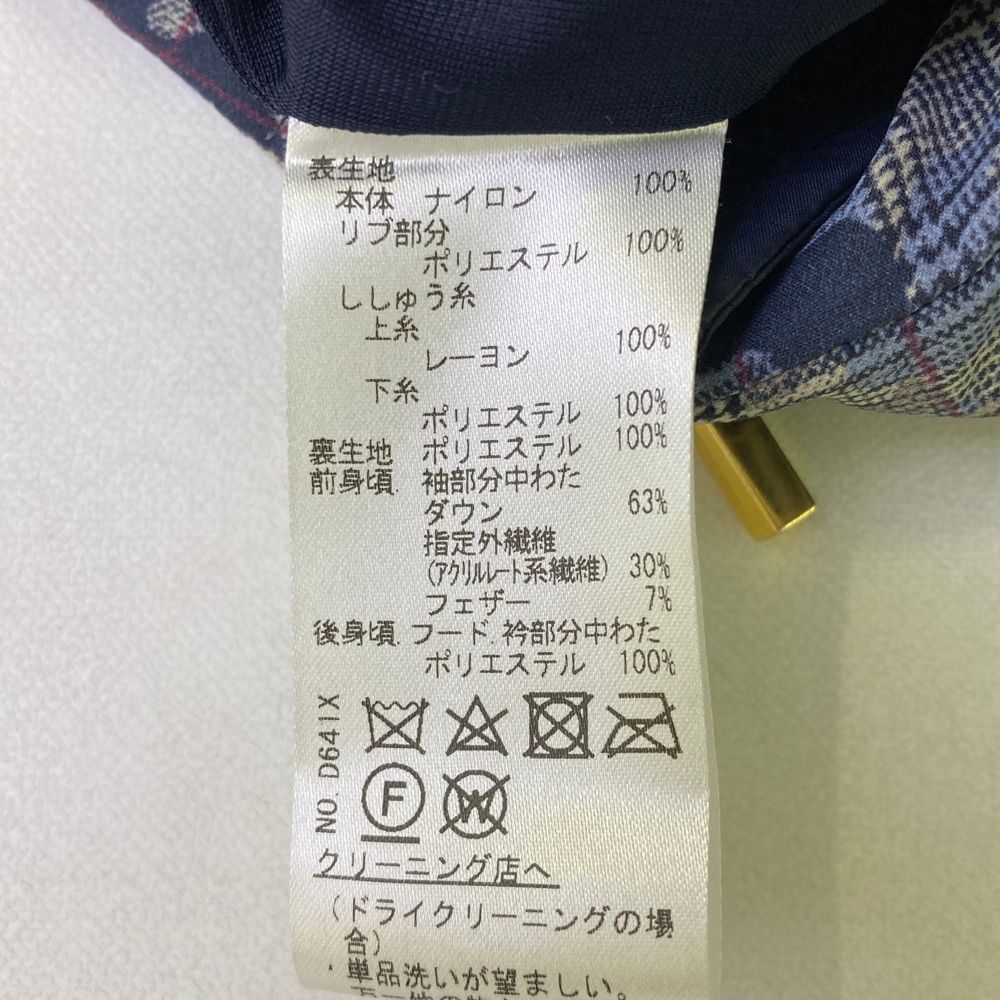 表生地
本体 ナイロン 100%
リブ部分
ポリエステル 100%
ししゅう糸
上糸
レーヨン 100%
下糸
ポリエステル 100%
裏生地 ポリエステル 100%
前身頃. 袖部分中わた
ダウン 63%
指定外繊維
(アクリルレート系繊維) 30%
フェザー 7%
後身頃.フード.衿部分中わた
ポリエステル 100%
NO. D641X
F W
クリーニング店へ
(ドライクリーニングの場
合)
・単品洗いが望ましい。